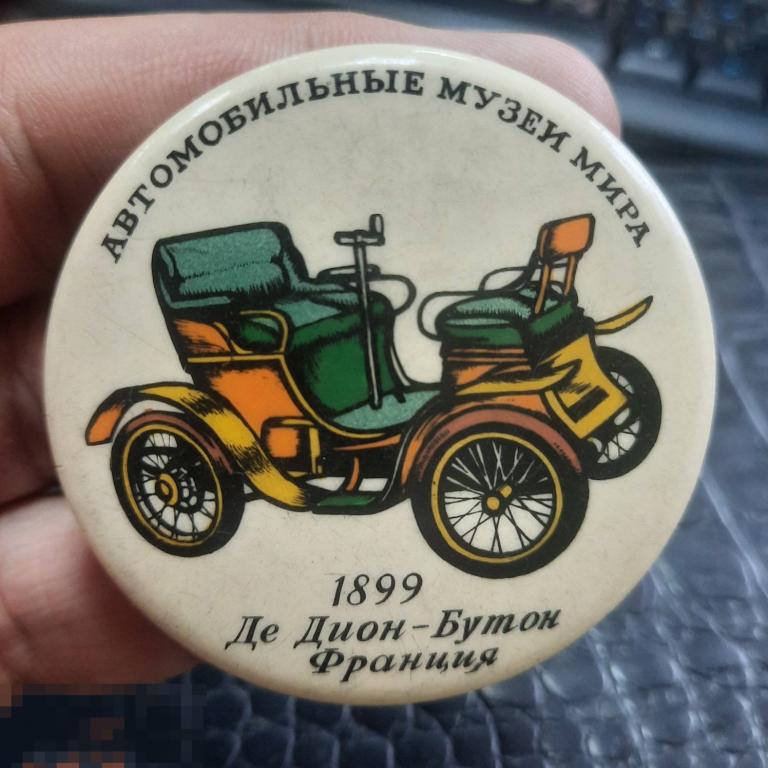 АВТОМОБИЛЬНЫЕ МУЗЕИ МИРА
1899
Де Дион-Бутон
Франция